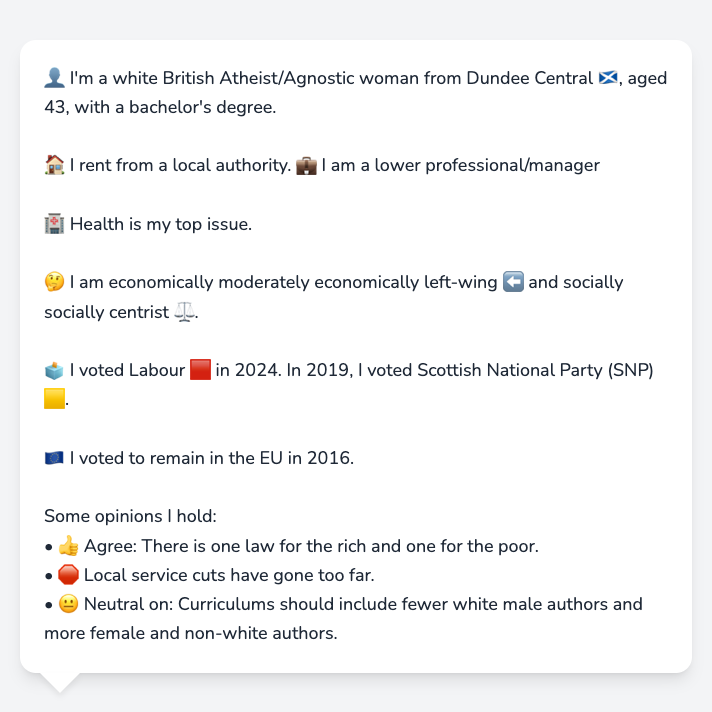 👤 I'm a white British Atheist/Agnostic woman from Dundee Central 🏴󠁧󠁢󠁳󠁣󠁴󠁿, aged
43, with a bachelor's degree.
🏠 I rent from a local authority. 💼 I am a lower professional/manager
🏥 Health is my top issue.
🤔 I am economically moderately economically left-wing ⬅️ and socially
socially centrist ⚖️.
🗳️ I voted Labour 🟥 in 2024. In 2019, I voted Scottish National Party (SNP)
🟨.
🇪🇺 I voted to remain in the EU in 2016.
Some opinions I hold:
• 👍 Agree: There is one law for the rich and one for the poor.
• 🛑 Local service cuts have gone too far.
• 😐 Neutral on: Curriculums should include fewer white male authors and
more female and non-white authors.